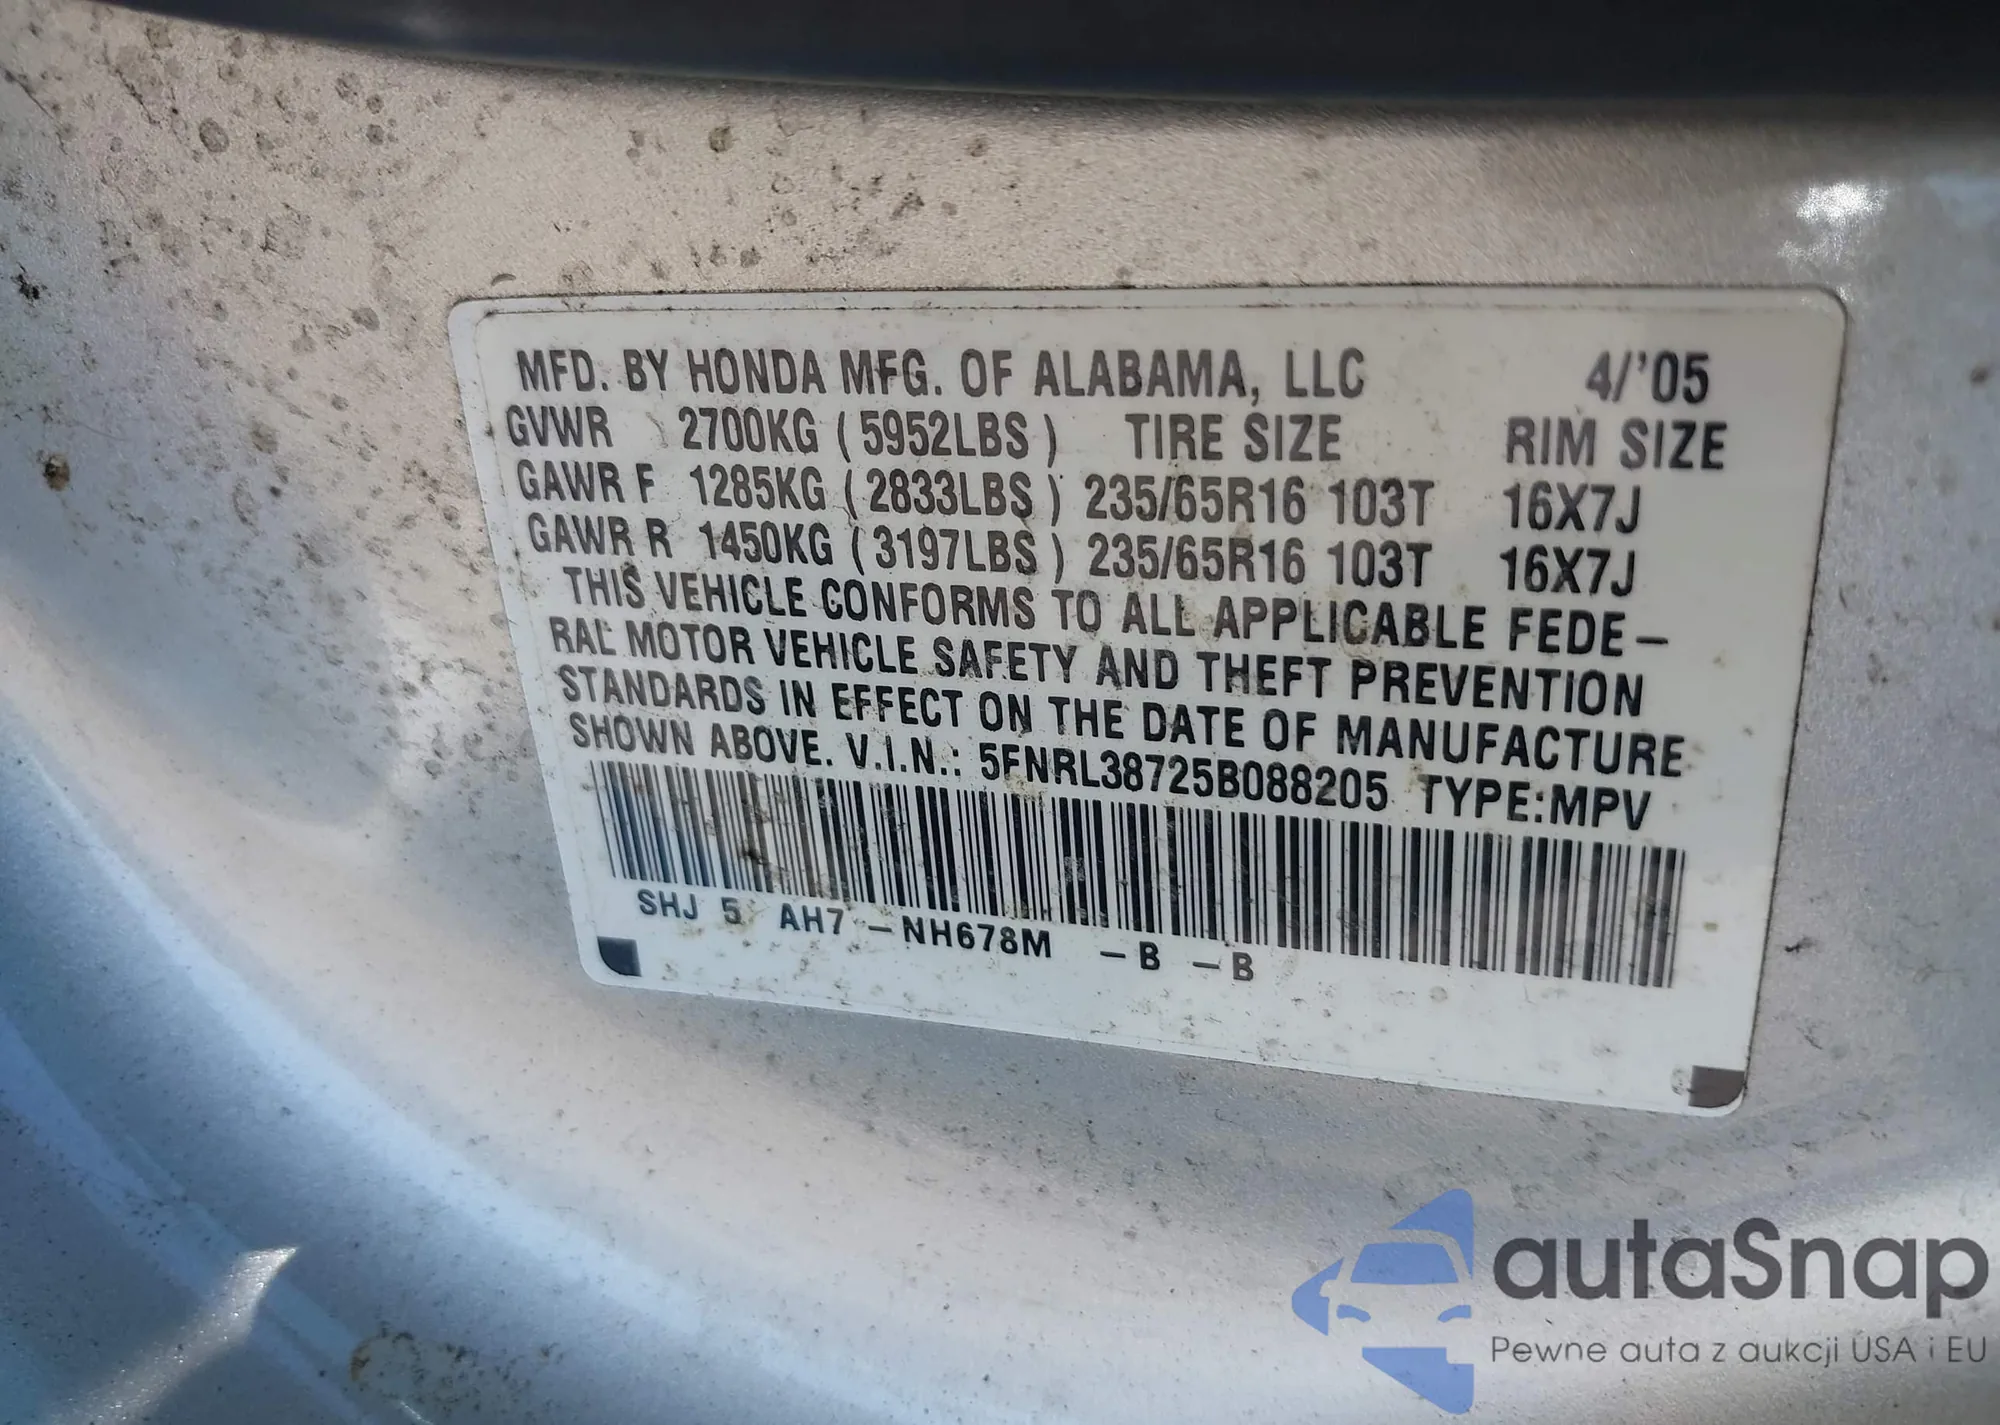 MFD. BY HONDA MFG. OF ALABAMA, LLC 4/'05
GVWR 2700KG (5952LBS) TIRE SIZE RIM SIZE
GAWR F 1285KG (2833LBS) 235/65R16 103T 16X7J
GAWR R 1450KG (3197LBS) 235/65R16 103T 16X7J
THIS VEHICLE CONFORMS TO ALL APPLICABLE FEDE-
RAL MOTOR VEHICLE SAFETY AND THEFT PREVENTION
STANDARDS IN EFFECT ON THE DATE OF MANUFACTURE
SHOWN ABOVE. V.I.N.: 5FNRL38725B088205 TYPE:MPV
SHJ 5 AH7 -NH678M -B -B
autaSnap
Pewne auta z aukcji USA i EU